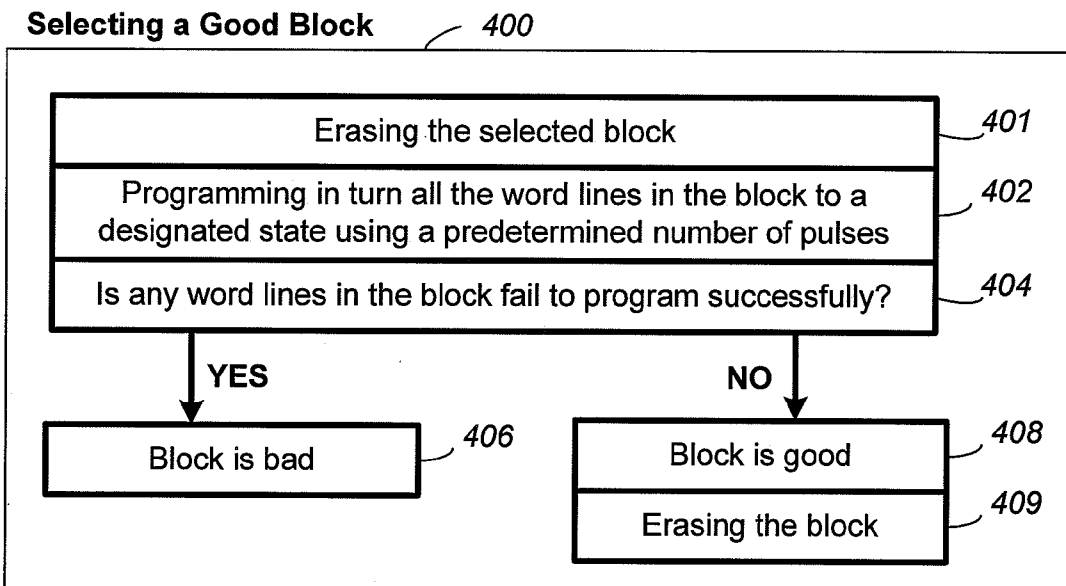 Selecting a Good Block 400
Erasing the selected block 401
Programming in turn all the word lines in the block to a
designated state using a predetermined number of pulses 402
Is any word lines in the block fail to program successfully? 404
YES NO
Block is bad 406
Block is good 408
Erasing the block 409